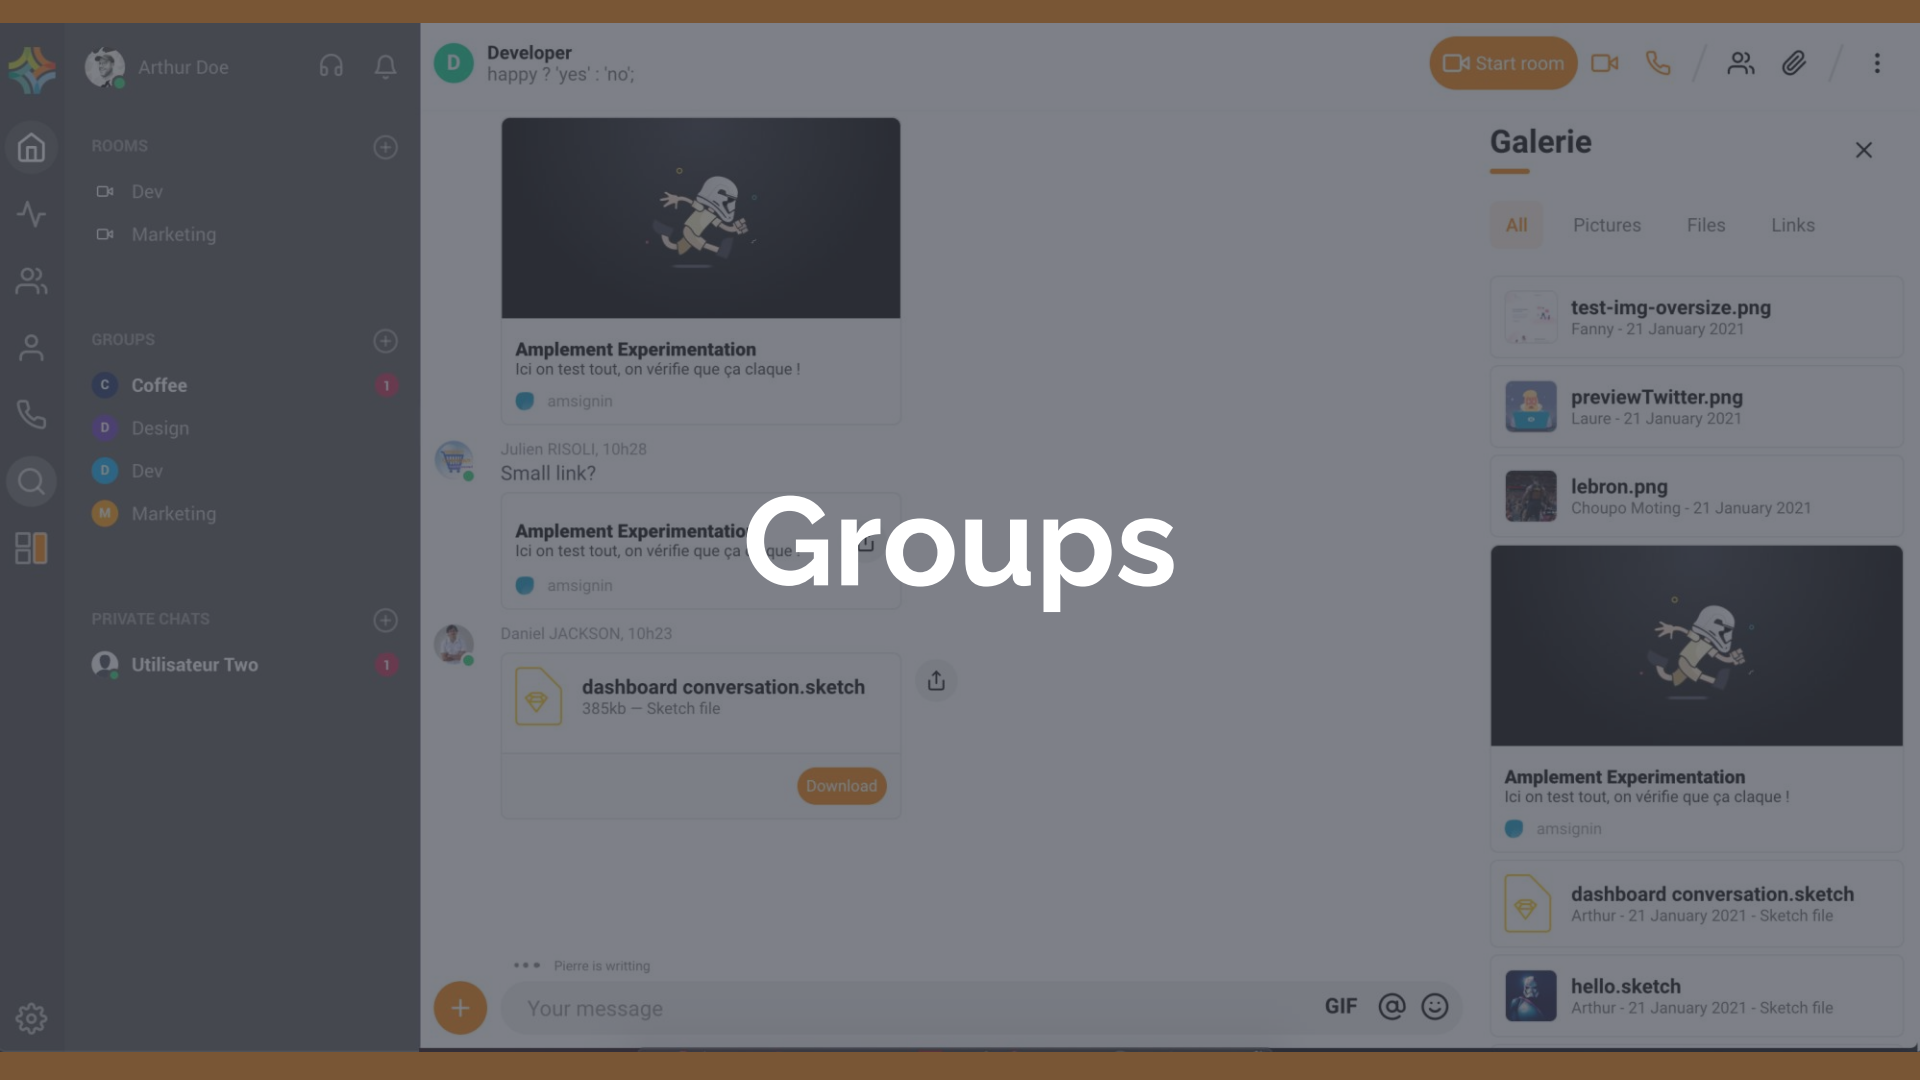 Arthur Doe
ROOMS
Dev
Marketing
GROUPS
C Coffee 1
D Design
D Dev
M Marketing
PRIVATE CHATS
Utilisateur Two 1
D Developer
happy ? 'yes' : 'no';
Start room
Amplement Experimentation
Ici on test tout, on vérifie que ça claque !
amsignin
Julien RISOLI, 10h28
Small link?
Amplement Experimentatio
Ici on test tout, on vérifie que ça c que !
amsignin
Groups
Daniel JACKSON, 10h23
dashboard conversation.sketch
385kb — Sketch file
Download
••• Pierre is writting
+ Your message GIF @
Galerie
All Pictures Files Links
test-img-oversize.png
Fanny - 21 January 2021
previewTwitter.png
Laure - 21 January 2021
lebron.png
Choupo Moting - 21 January 2021
Amplement Experimentation
Ici on test tout, on vérifie que ça claque !
amsignin
dashboard conversation.sketch
Arthur - 21 January 2021 - Sketch file
hello.sketch
Arthur - 21 January 2021 - Sketch file